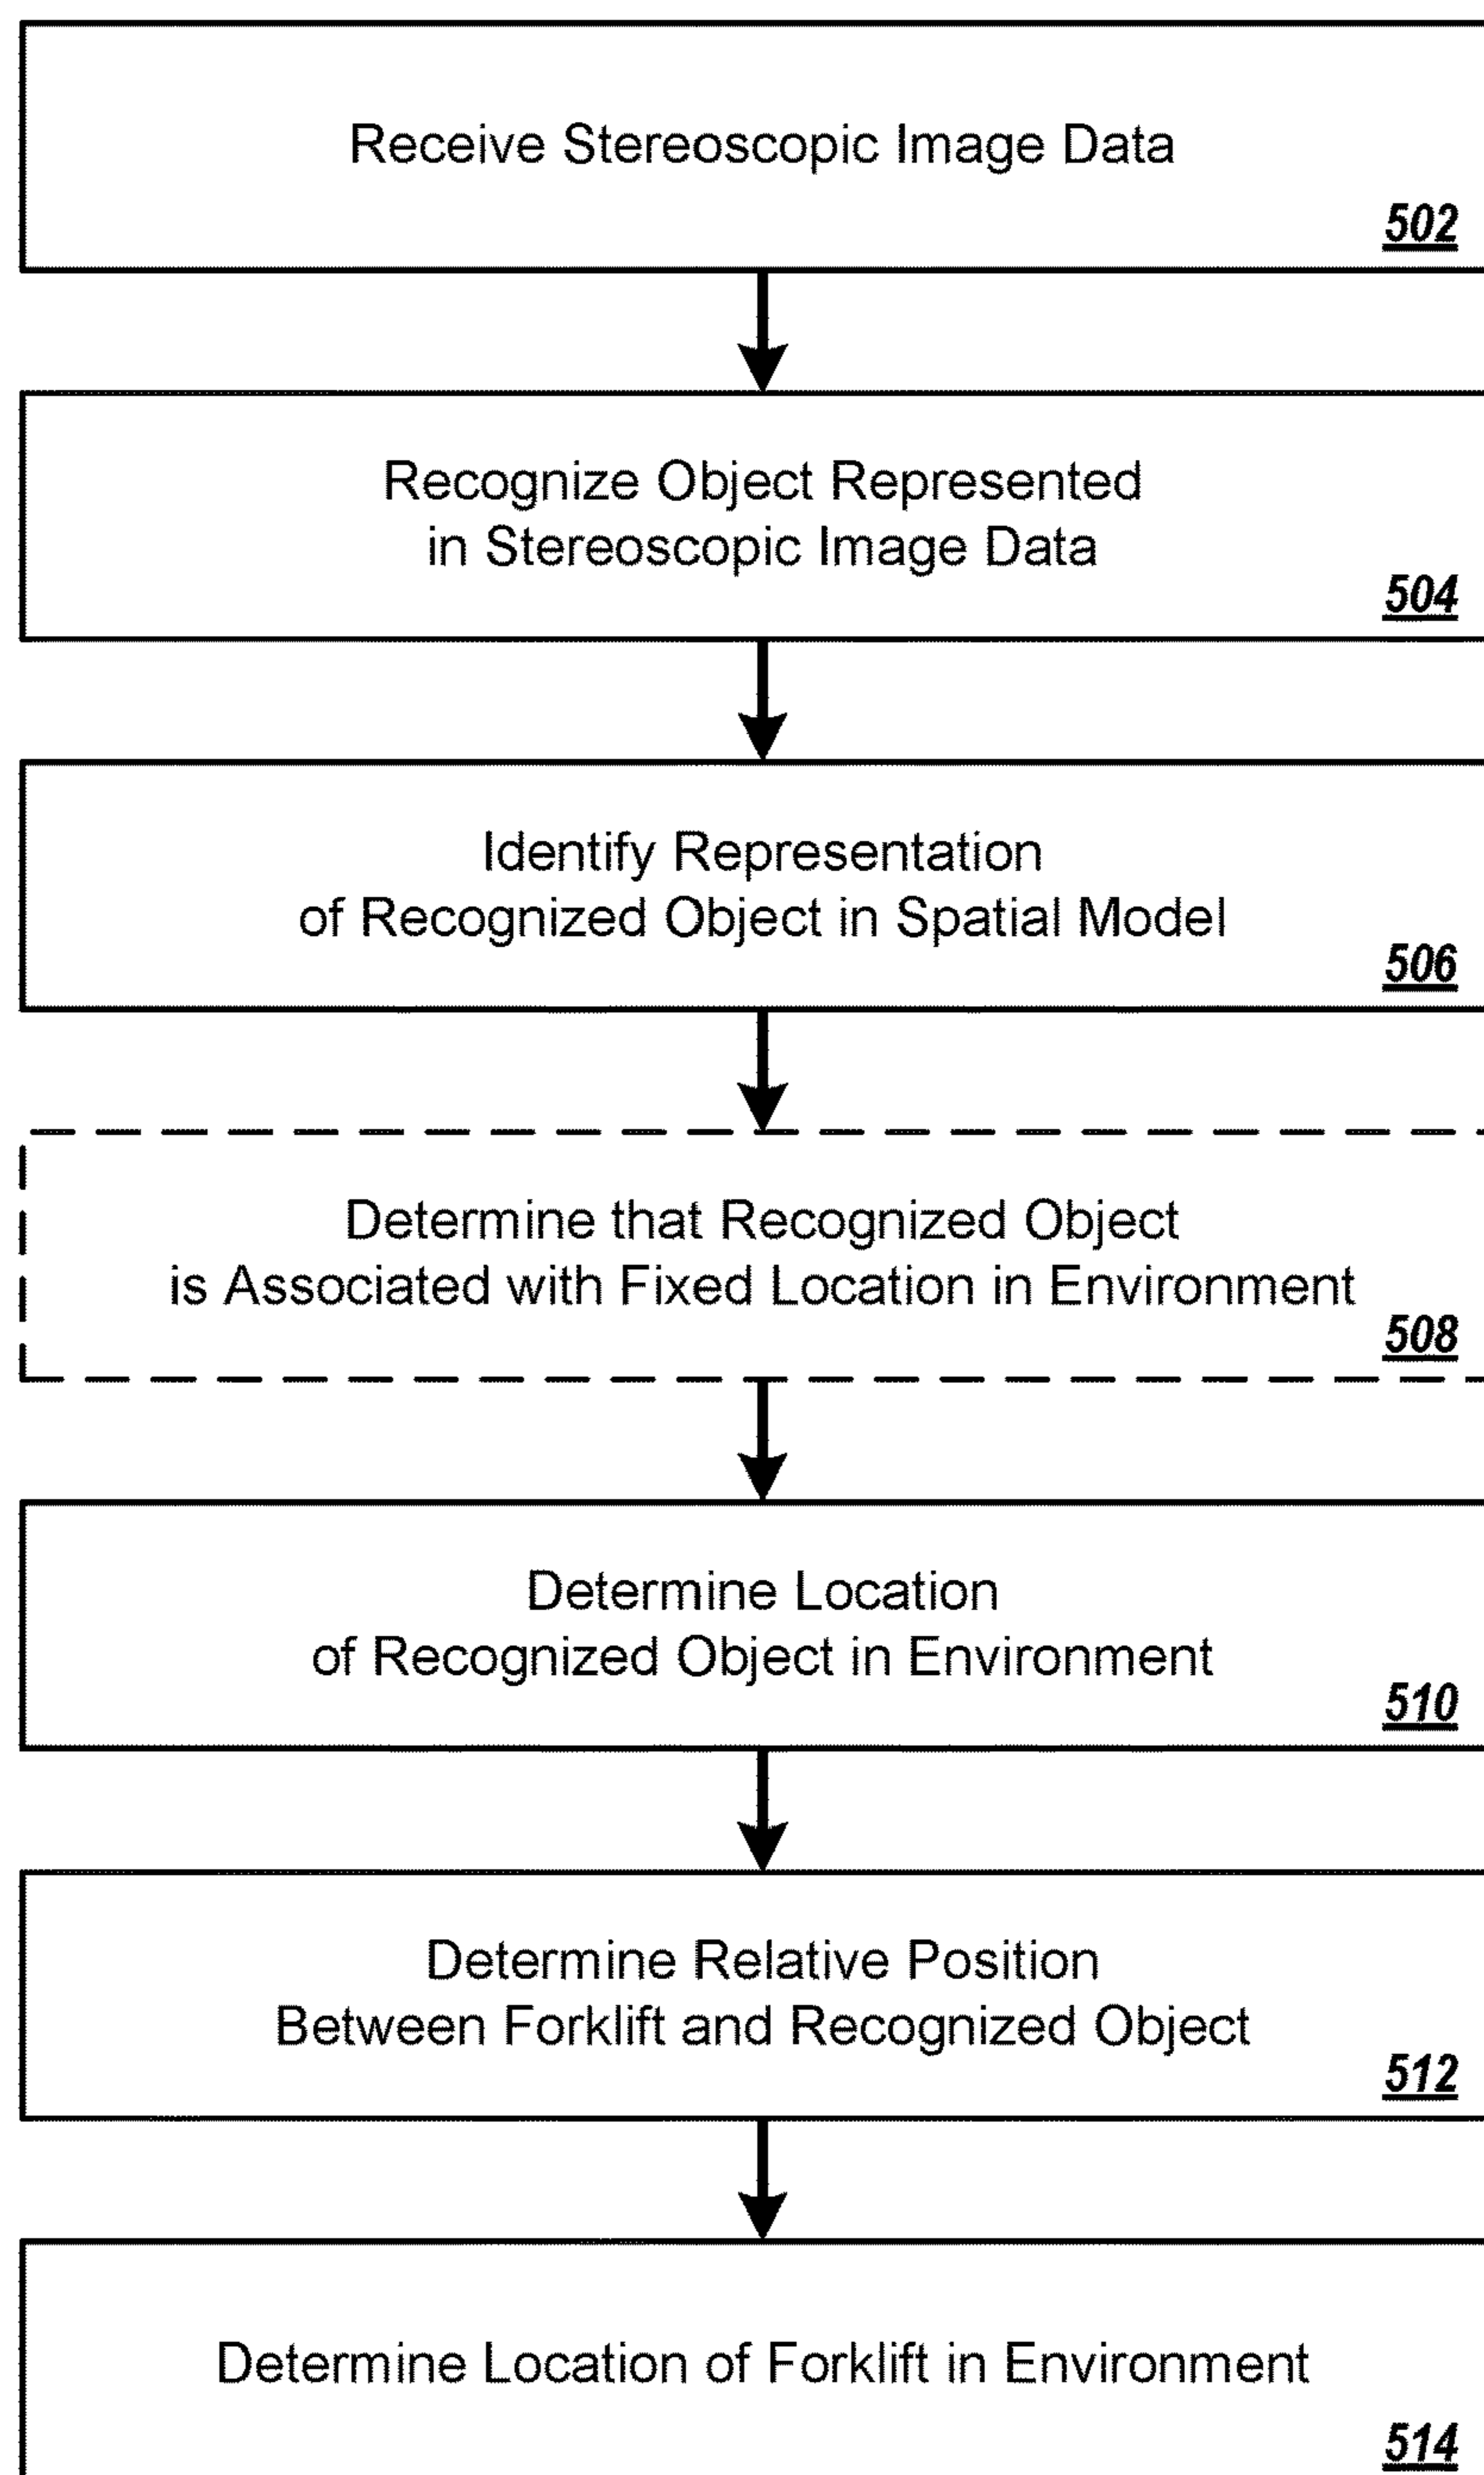 Receive Stereoscopic Image Data
502
Recognize Object Represented
in Stereoscopic Image Data
504
Identify Representation
of Recognized Object in Spatial Model
506
Determine that Recognized Object
is Associated with Fixed Location in Environment
508
Determine Location
of Recognized Object in Environment
510
Determine Relative Position
Between Forklift and Recognized Object
512
Determine Location of Forklift in Environment
514